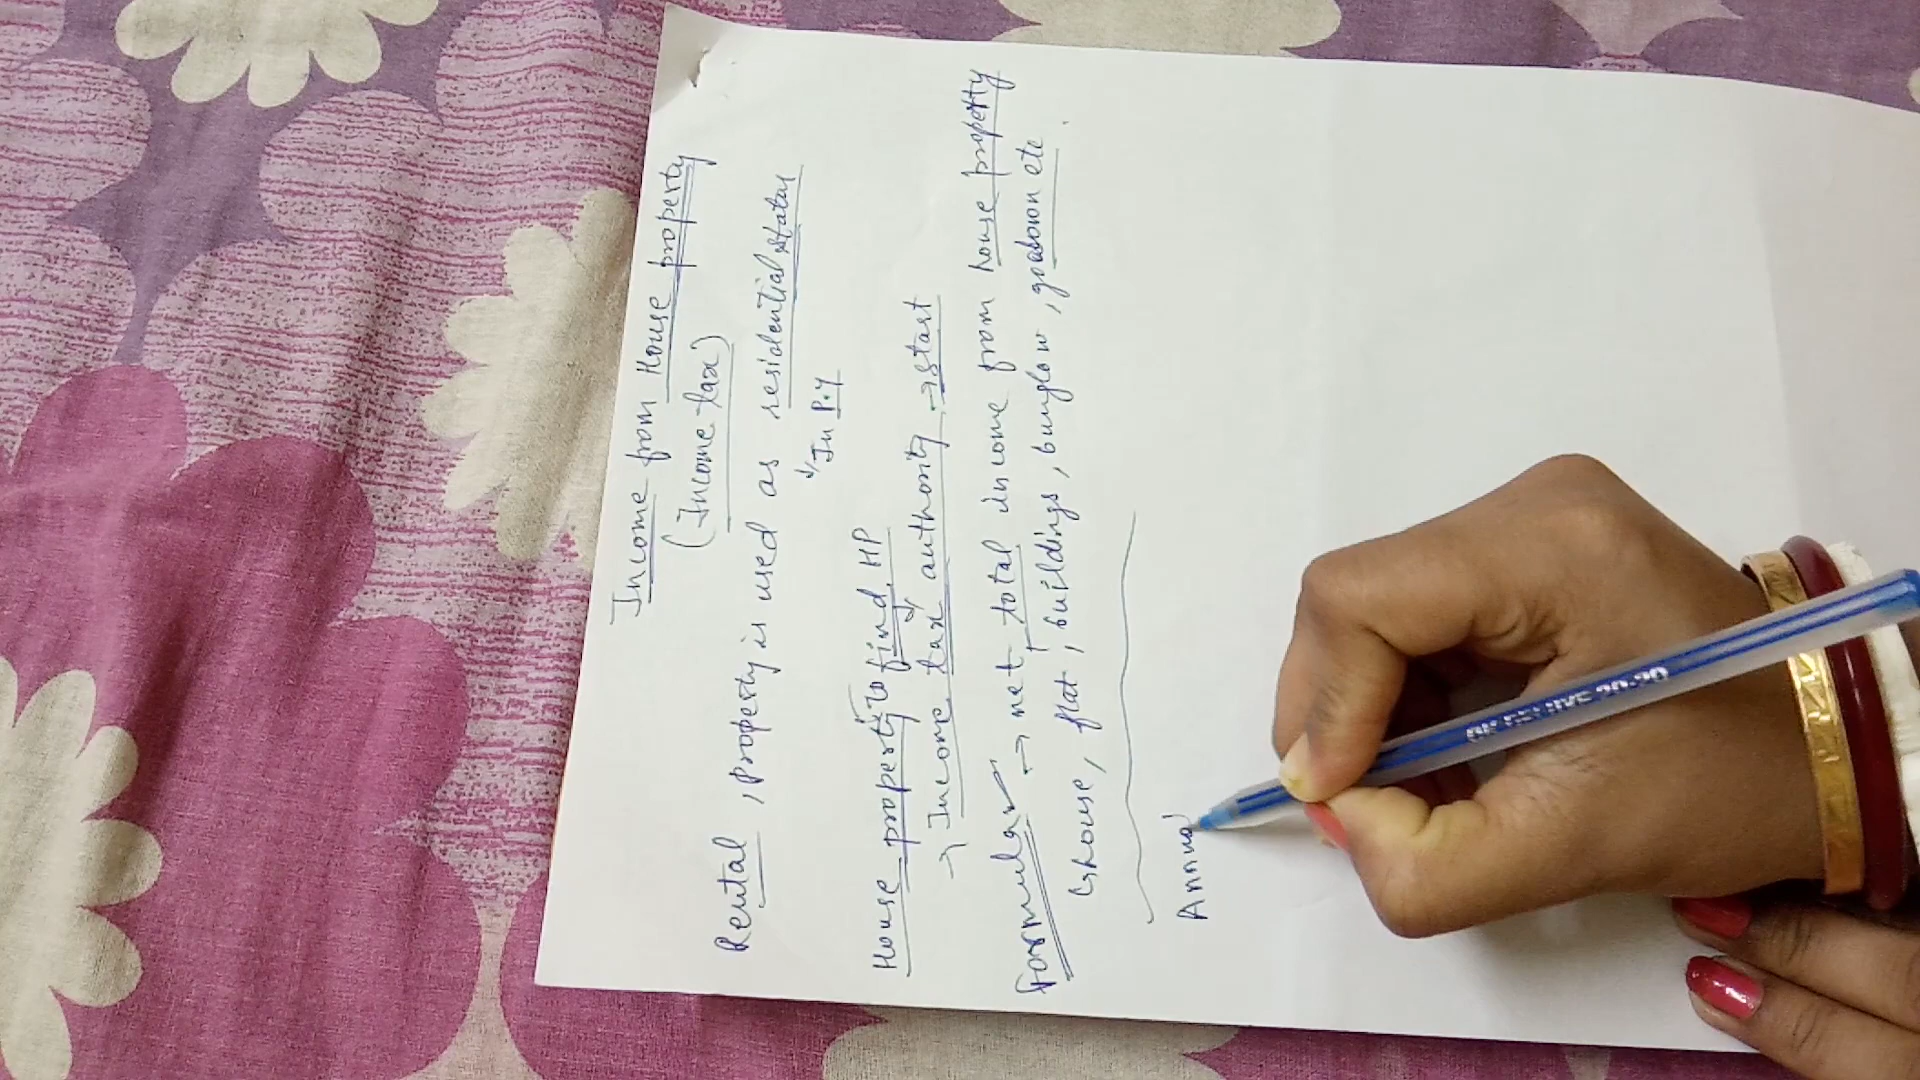 Income from House property
(Income tax)
Rental, property is used as residential status
↓
In P.Y
House property to find HP
→ Income tax authority → start
Formula → net total income from house property
house, flat, buildings, bunglow, godown etc.
Annual